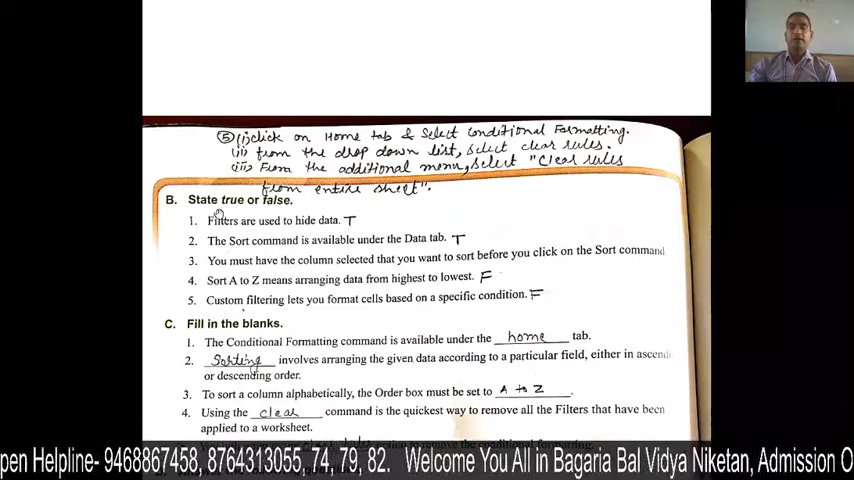 ⑤(i)click on Home tab & Select Conditional Formatting.
(ii) from the drop down list, select clear rules.
(iii) From the additional menu, select "Clear rules
from entire sheet".
B. State true or false.
1. Filters are used to hide data. T
2. The Sort command is available under the Data tab. T
3. You must have the column selected that you want to sort before you click on the Sort command
4. Sort A to Z means arranging data from highest to lowest. F
5. Custom filtering lets you format cells based on a specific condition. F
C. Fill in the blanks.
1. The Conditional Formatting command is available under the home tab.
2. Sorting involves arranging the given data according to a particular field, either in ascend
or descending order.
3. To sort a column alphabetically, the Order box must be set to A to Z.
4. Using the clear command is the quickest way to remove all the Filters that have been
applied to a worksheet.
option to remove the conditional formatting.
pen Helpline- 9468867458, 8764313055, 74, 79, 82. Welcome You All in Bagaria Bal Vidya Niketan, Admission O